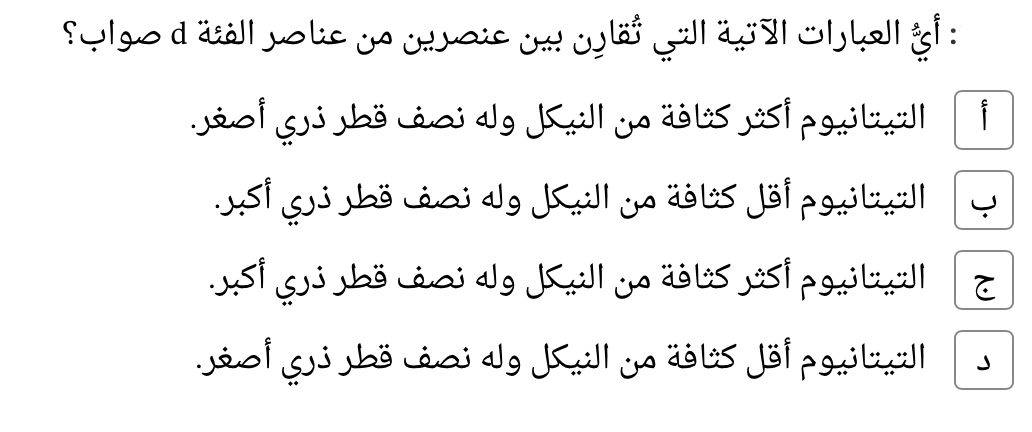 : أيُّ العبارات الآتية التي تُقارِن بين عنصرين من عناصر الفئة d صواب؟
أ التيتانيوم أكثر كثافة من النيكل وله نصف قطر ذري أصغر.
ب التيتانيوم أقل كثافة من النيكل وله نصف قطر ذري أكبر.
ج التيتانيوم أكثر كثافة من النيكل وله نصف قطر ذري أكبر.
د التيتانيوم أقل كثافة من النيكل وله نصف قطر ذري أصغر.